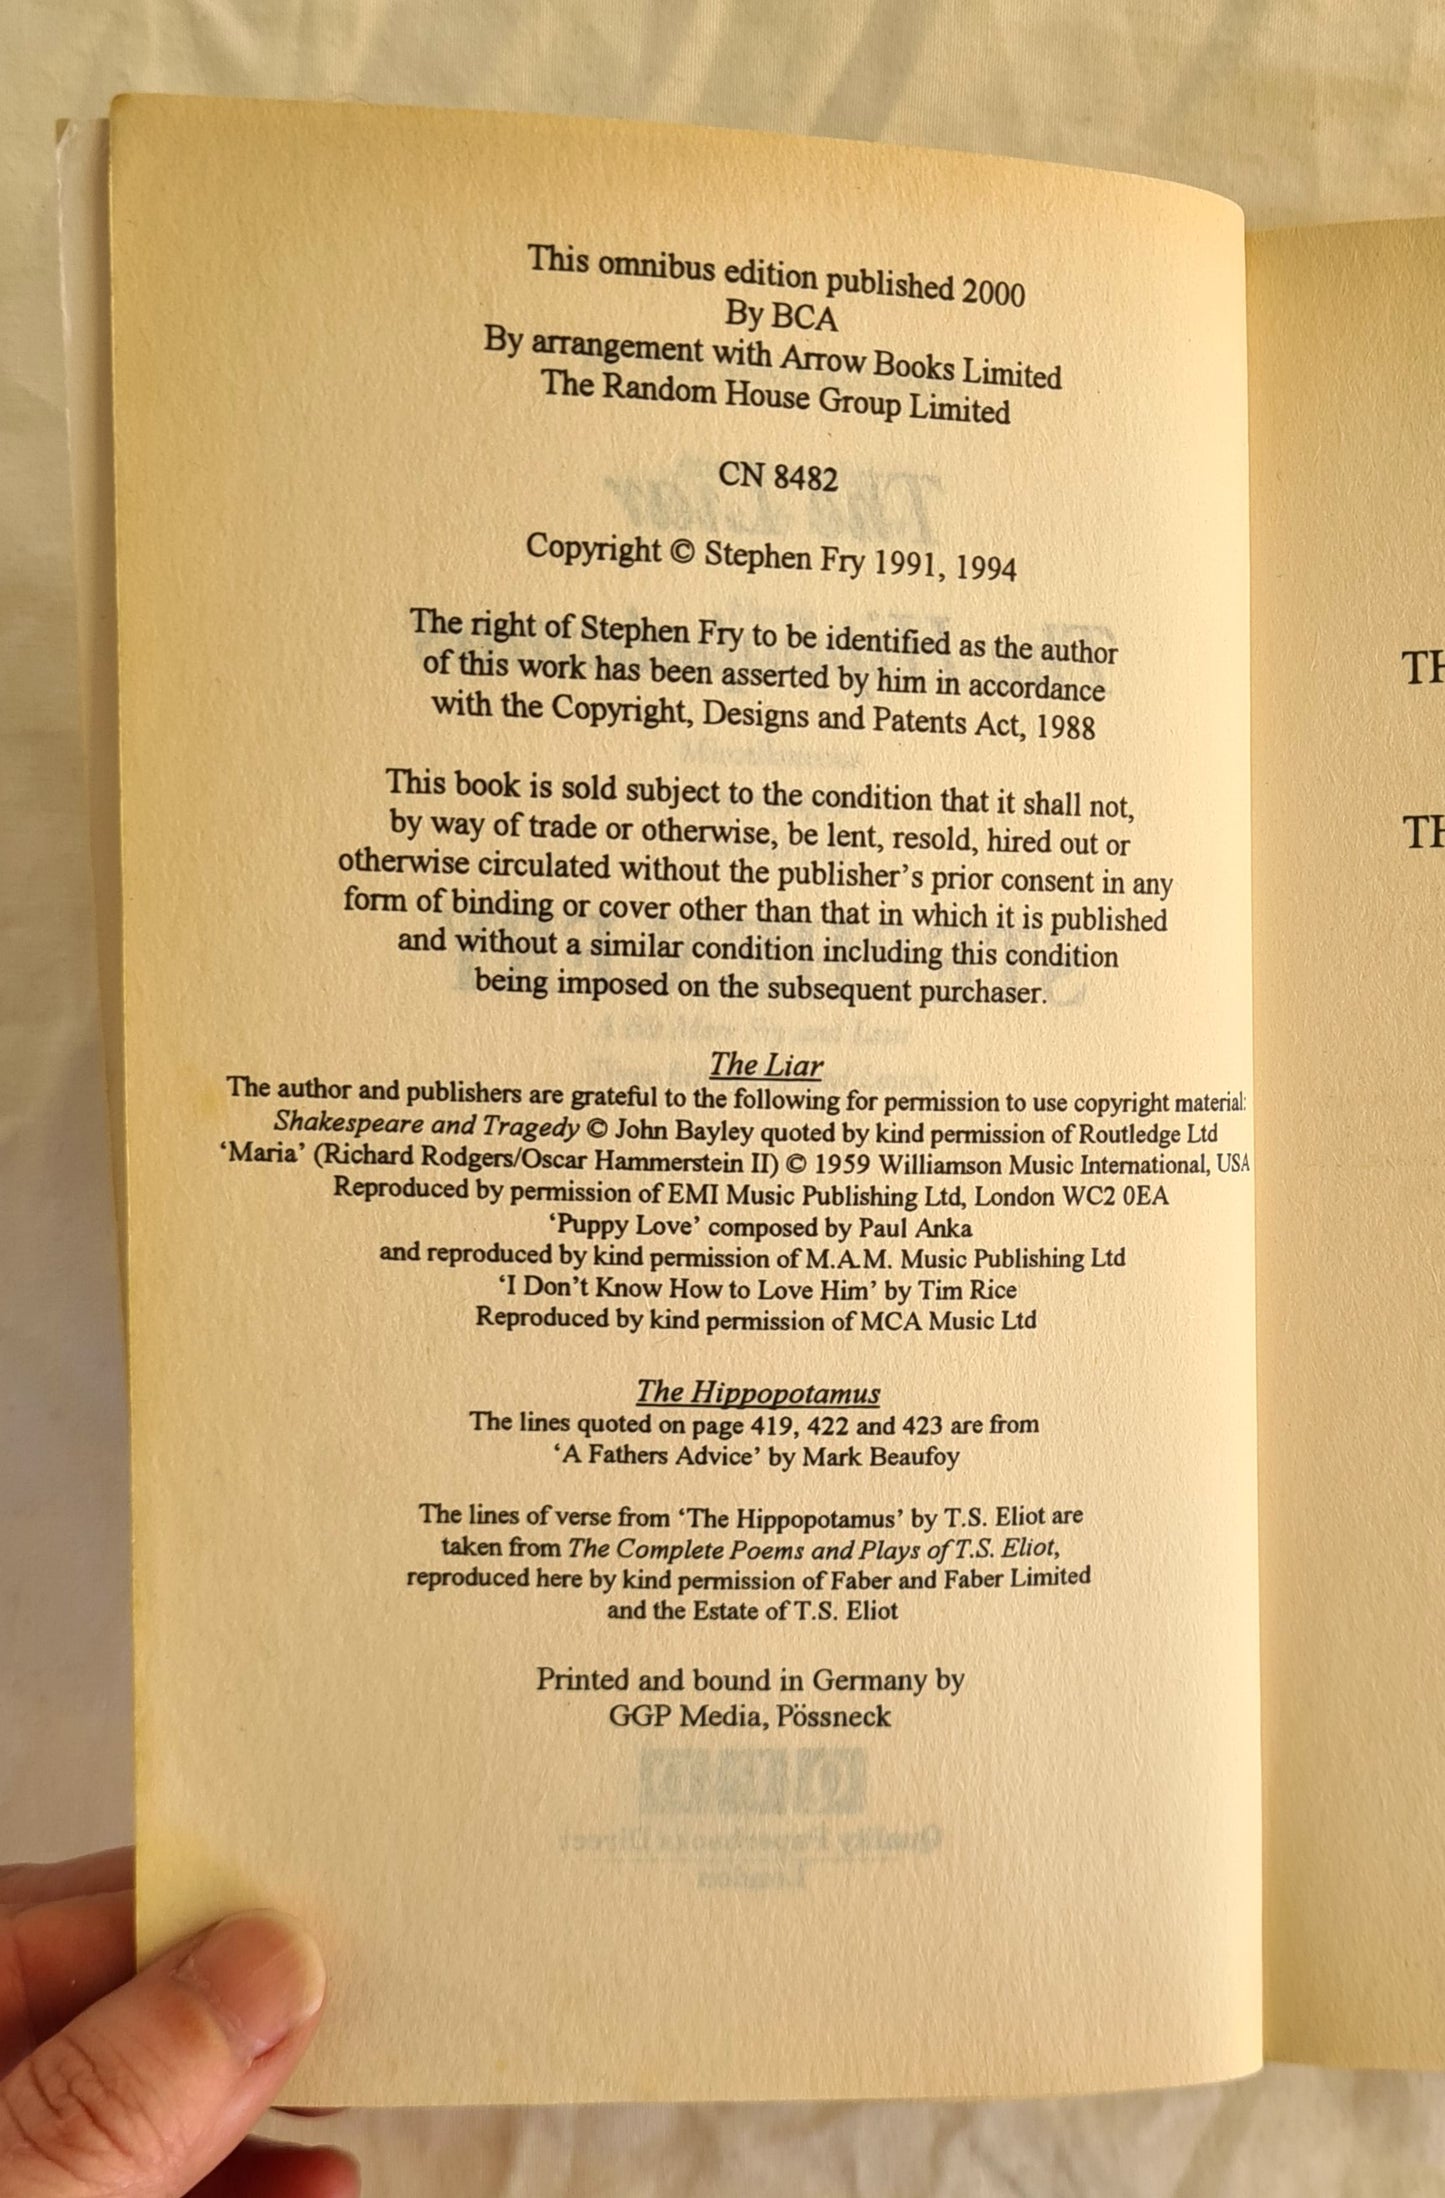 This omnibus edition published 2000
By BCA
By arrangement with Arrow Books Limited
The Random House Group Limited
CN 8482
Copyright © Stephen Fry 1991, 1994
The right of Stephen Fry to be identified as the author
of this work has been asserted by him in accordance
with the Copyright, Designs and Patents Act, 1988
This book is sold subject to the condition that it shall not,
by way of trade or otherwise, be lent, resold, hired out or
otherwise circulated without the publisher's prior consent in any
form of binding or cover other than that in which it is published
and without a similar condition including this condition
being imposed on the subsequent purchaser.
The Liar
The author and publishers are grateful to the following for permission to use copyright material:
Shakespeare and Tragedy © John Bayley quoted by kind permission of Routledge Ltd
‘Maria’ (Richard Rodgers/Oscar Hammerstein II) © 1959 Williamson Music International, USA
Reproduced by permission of EMI Music Publishing Ltd, London WC2 0EA
‘Puppy Love’ composed by Paul Anka
and reproduced by kind permission of M.A.M. Music Publishing Ltd
‘I Don’t Know How to Love Him’ by Tim Rice
Reproduced by kind permission of MCA Music Ltd
The Hippopotamus
The lines quoted on page 419, 422 and 423 are from
‘A Fathers Advice’ by Mark Beaufoy
The lines of verse from ‘The Hippopotamus’ by T.S. Eliot are
taken from The Complete Poems and Plays of T.S. Eliot,
reproduced here by kind permission of Faber and Faber Limited
and the Estate of T.S. Eliot
Printed and bound in Germany by
GGP Media, Pössneck
TH
TH